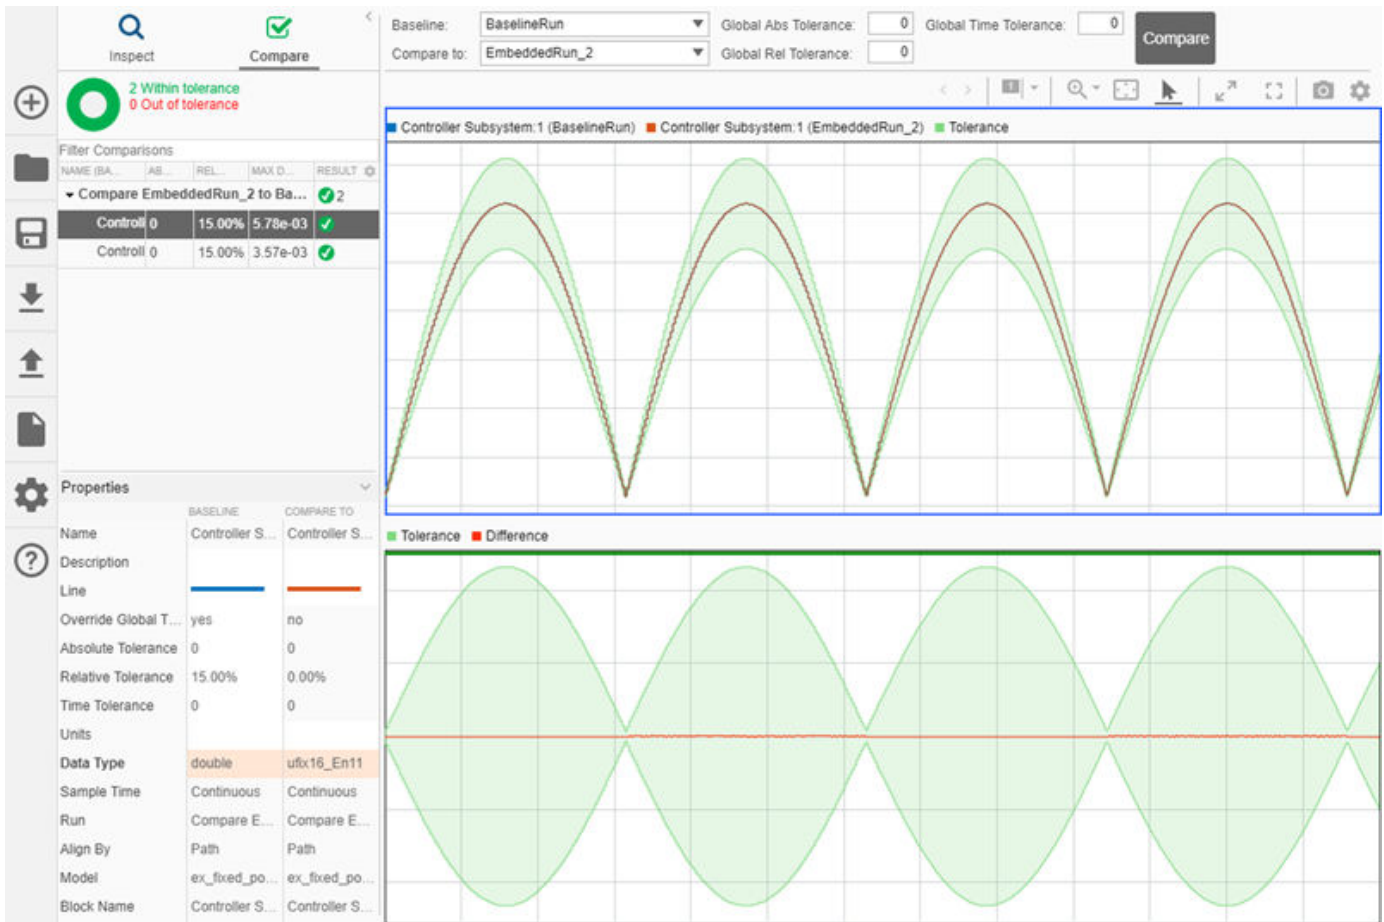 Inspect
Compare
Baseline:
BaselineRun
Global Abs Tolerance:
0
Global Time Tolerance:
0
Compare
Compare to:
EmbeddedRun_2
Global Rel Tolerance:
0
2 Within tolerance
0 Out of tolerance
Filter Comparisons
NAME (BA... AB... REL... MAX D... RESULT
Compare EmbeddedRun_2 to Ba... 2
Controll 0 15.00% 5.78e-03
Controll 0 15.00% 3.57e-03
Controller Subsystem:1 (BaselineRun) Controller Subsystem:1 (EmbeddedRun_2) Tolerance
Tolerance Difference
Properties
BASELINE COMPARE TO
Name Controller S... Controller S...
Description
Line
Override Global T... yes no
Absolute Tolerance 0 0
Relative Tolerance 15.00% 0.00%
Time Tolerance 0 0
Units
Data Type double ufix16_En11
Sample Time Continuous Continuous
Run Compare E... Compare E...
Align By Path Path
Model ex_fixed_po... ex_fixed_po...
Block Name Controller S... Controller S...